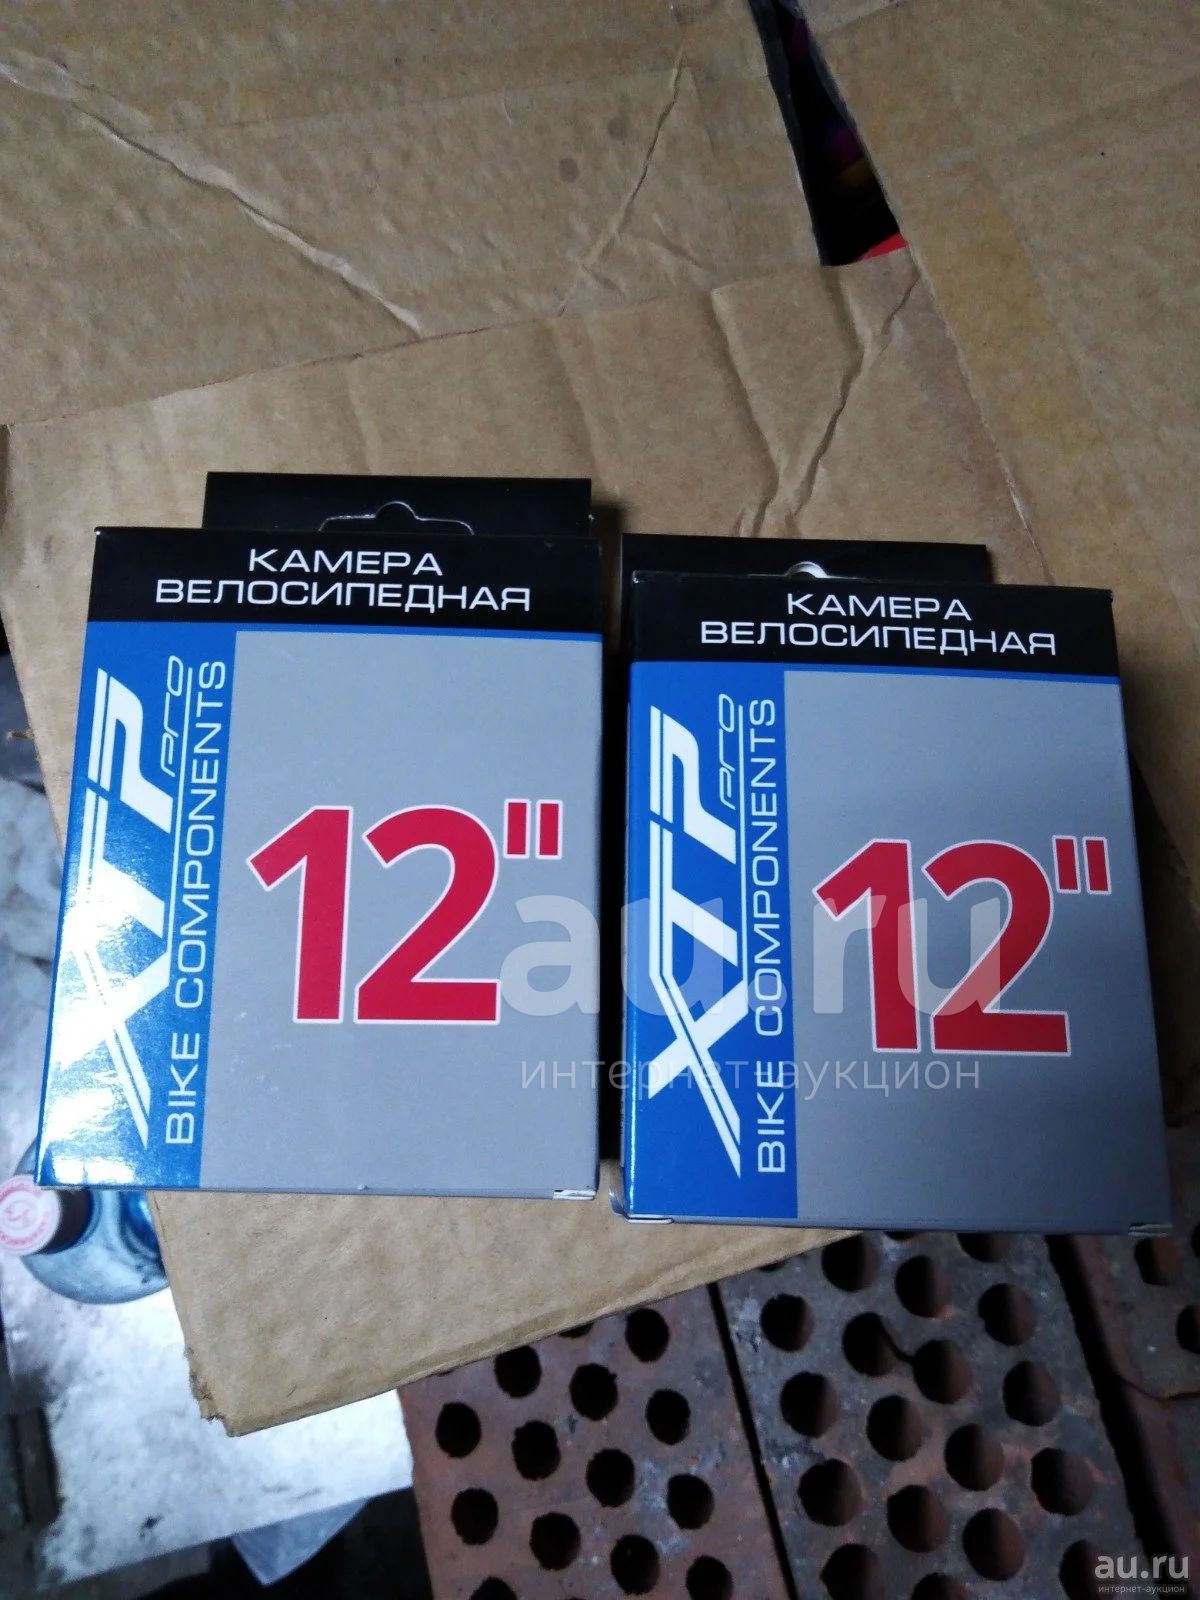 КАМЕРА
ВЕЛОСИПЕДНАЯ
XTP pro
BIKE COMPONENTS
12"
КАМЕРА
ВЕЛОСИПЕДНАЯ
XTP pro
BIKE COMPONENTS
12"
au.ru
интернет-аукцион
au.ru
интернет-аукцион